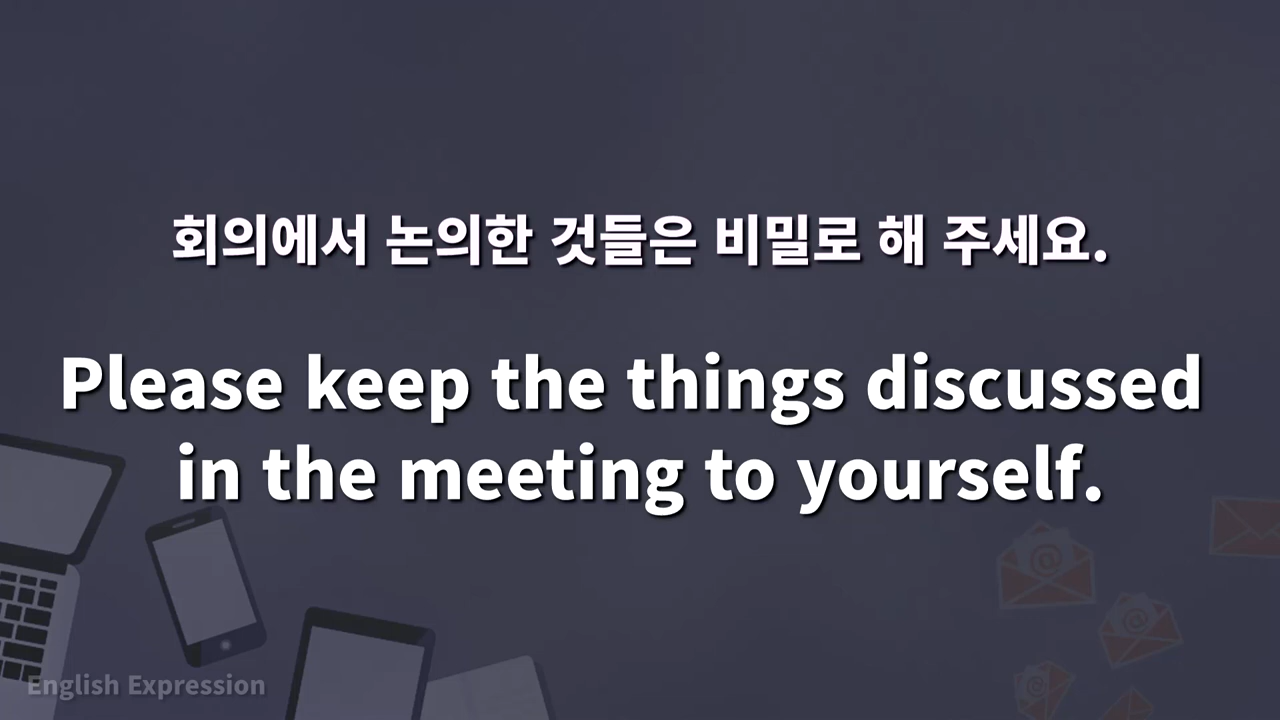 회의에서 논의한 것들은 비밀로 해 주세요.
Please keep the things discussed
in the meeting to yourself.
English Expression